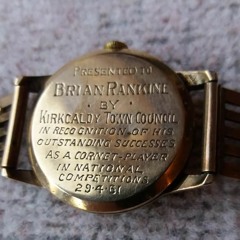 PRESENTED TO
BRIAN RANKINE
· BY ·
KIRKCALDY TOWN COUNCIL
IN RECOGNITION OF HIS
OUTSTANDING SUCCESSES
AS A CORNET-PLAYER
IN NATIONAL
COMPETITIONS
29·4·61